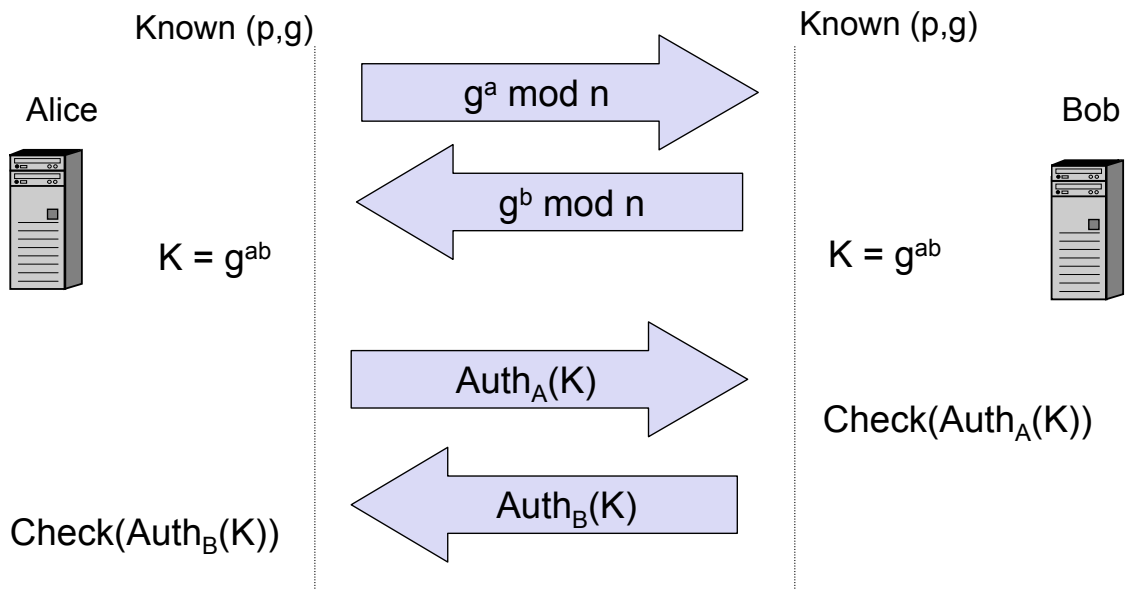 Known (p,g)
Known (p,g)
gᵃ mod n
Alice
Bob
gᵇ mod n
K = gᵃᵇ
K = gᵃᵇ
Auth_A(K)
Check(Auth_A(K))
Auth_B(K)
Check(Auth_B(K))